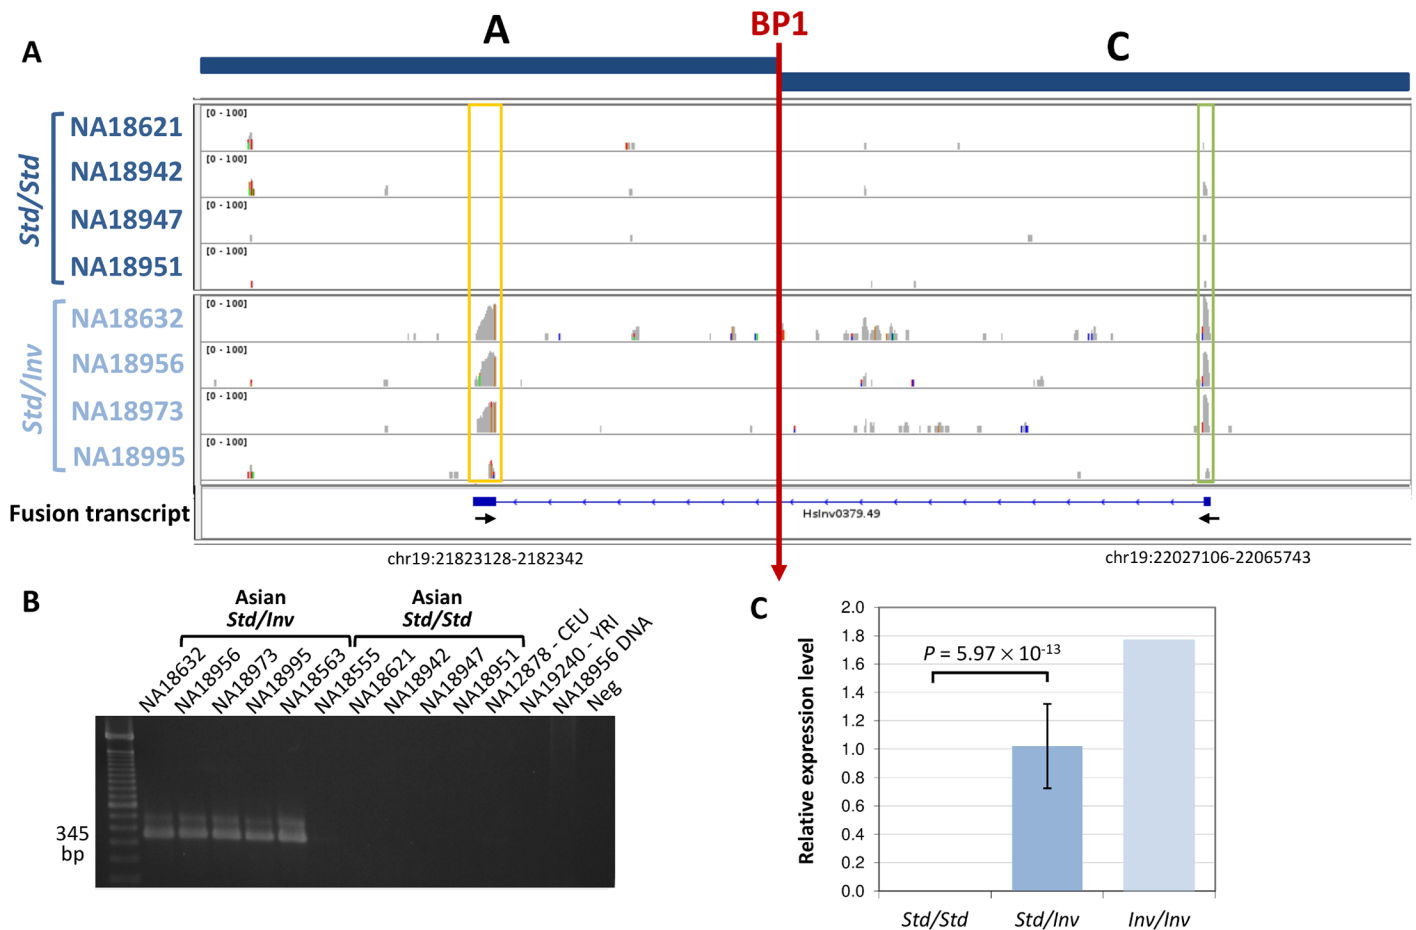 A
A
BP1
C
Std/Std
NA18621
[0 - 100]
NA18942
[0 - 100]
NA18947
[0 - 100]
NA18951
[0 - 100]
Std/Inv
NA18632
[0 - 100]
NA18956
[0 - 100]
NA18973
[0 - 100]
NA18995
[0 - 100]
Fusion transcript
HsInv0379.49
chr19:21823128-2182342
chr19:22027106-22065743
B
Asian
Std/Inv
Asian
Std/Std
NA18632
NA18956
NA18973
NA18995
NA18563
NA18555
NA18621
NA18942
NA18947
NA18951
NA12878 - CEU
NA19240 - YRI
NA18956 DNA
Neg
345
bp
C
Relative expression level
2.0
1.8
1.6
1.4
1.2
1.0
0.8
0.6
0.4
0.2
0.0
P = 5.97 × 10⁻¹³
Std/Std
Std/Inv
Inv/Inv